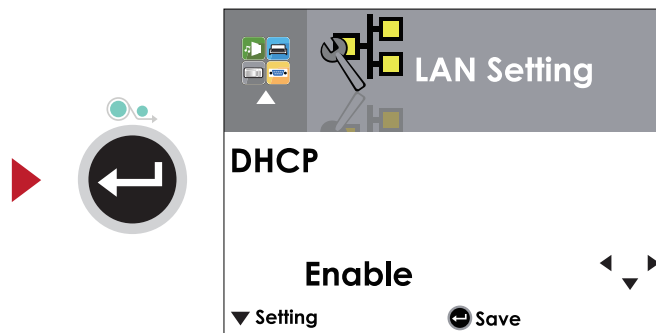 LAN Setting
DHCP
Enable
Setting
Save